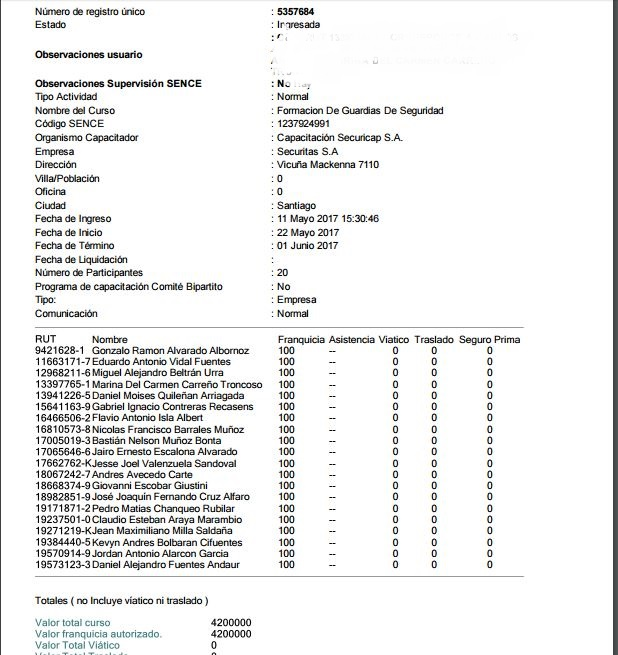 Número de registro único : 5357684
Estado : Ingresada
Observaciones usuario
Observaciones Supervisión SENCE : No Hay
Tipo Actividad : Normal
Nombre del Curso : Formacion De Guardias De Seguridad
Código SENCE : 1237924991
Organismo Capacitador : Capacitación Securicap S.A.
Empresa : Securitas S.A
Dirección : Vicuña Mackenna 7110
Villa/Población : 0
Oficina : 0
Ciudad : Santiago
Fecha de Ingreso : 11 Mayo 2017 15:30:46
Fecha de Inicio : 22 Mayo 2017
Fecha de Término : 01 Junio 2017
Fecha de Liquidación :
Número de Participantes : 20
Programa de capacitación Comité Bipartito : No
Tipo: : Empresa
Comunicación : Normal
RUT Nombre Franquicia Asistencia Viatico Traslado Seguro Prima
9421628-1 Gonzalo Ramon Alvarado Albornoz 100 -- 0 0 0
11663171-7 Eduardo Antonio Vidal Fuentes 100 -- 0 0 0
12968211-6 Miguel Alejandro Beltrán Urra 100 -- 0 0 0
13397765-1 Marina Del Carmen Carreño Troncoso 100 -- 0 0 0
13941226-5 Daniel Moises Quileñan Arriagada 100 -- 0 0 0
15641163-9 Gabriel Ignacio Contreras Recasens 100 -- 0 0 0
16466506-2 Flavio Antonio Isla Albert 100 -- 0 0 0
16810573-8 Nicolas Francisco Barrales Muñoz 100 -- 0 0 0
17005019-3 Bastián Nelson Muñoz Bonta 100 -- 0 0 0
17065646-6 Jairo Ernesto Escalona Alvarado 100 -- 0 0 0
17662762-K Jesse Joel Valenzuela Sandoval 100 -- 0 0 0
18067242-7 Andres Avecedo Carte 100 -- 0 0 0
18668374-9 Giovanni Escobar Giustini 100 -- 0 0 0
18982851-9 José Joaquín Fernando Cruz Alfaro 100 -- 0 0 0
19171871-2 Pedro Matias Chanqueo Rubilar 100 -- 0 0 0
19237501-0 Claudio Esteban Araya Marambio 100 -- 0 0 0
19271219-K Jean Maximiliano Milla Saldaña 100 -- 0 0 0
19384440-5 Kevyn Andres Bolbaran Cifuentes 100 -- 0 0 0
19570914-9 Jordan Antonio Alarcon Garcia 100 -- 0 0 0
19573123-3 Daniel Alejandro Fuentes Andaur 100 -- 0 0 0
Totales ( no Incluye víatico ni traslado )
Valor total curso 4200000
Valor franquicia autorizado. 4200000
Valor Total Viático 0